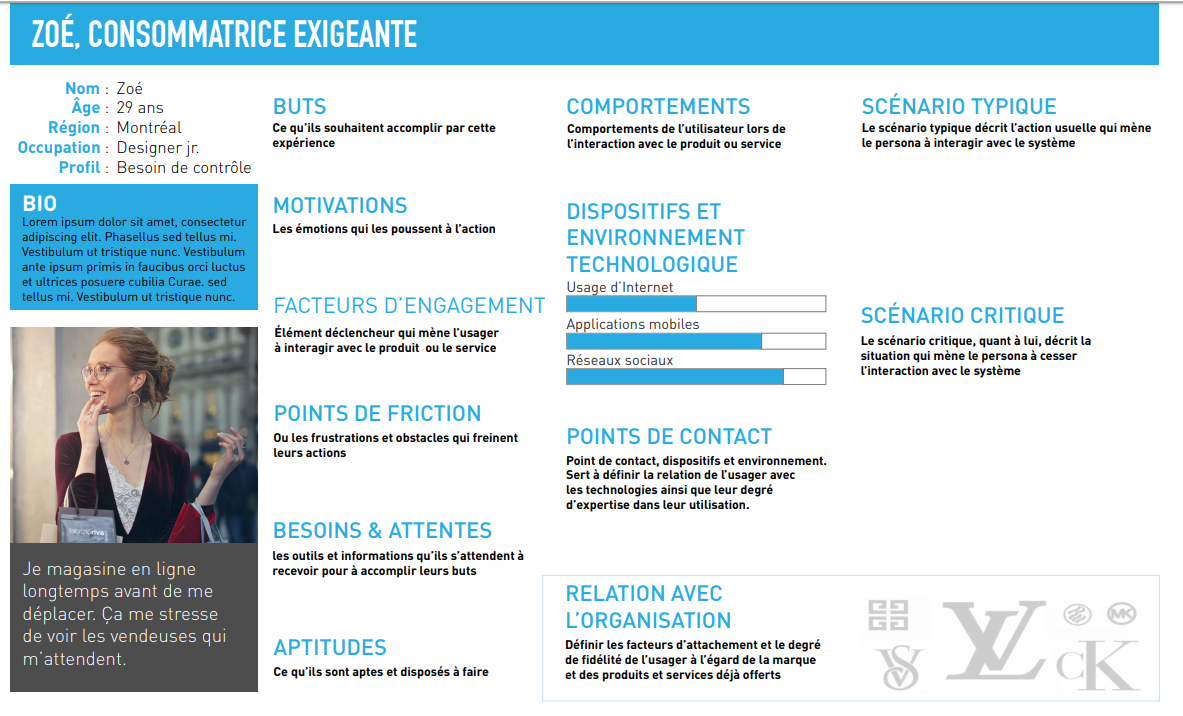 ZOÉ, CONSOMMATRICE EXIGEANTE
Nom : Zoé
Âge : 29 ans
Région : Montréal
Occupation : Designer jr.
Profil : Besoin de contrôle
BIO
Lorem ipsum dolor sit amet, consectetur
adipiscing elit. Phasellus sed tellus mi.
Vestibulum ut tristique nunc. Vestibulum
ante ipsum primis in faucibus orci luctus
et ultrices posuere cubilia Curae. sed
tellus mi. Vestibulum ut tristique nunc.
Je magasine en ligne
longtemps avant de me
déplacer. Ça me stresse
de voir les vendeuses qui
m'attendent.
BUTS
Ce qu'ils souhaitent accomplir par cette
expérience
MOTIVATIONS
Les émotions qui les poussent à l'action
FACTEURS D'ENGAGEMENT
Élément déclencheur qui mène l'usager
à interagir avec le produit ou le service
POINTS DE FRICTION
Ou les frustrations et obstacles qui freinent
leurs actions
BESOINS & ATTENTES
les outils et informations qu'ils s'attendent à
recevoir pour à accomplir leurs buts
APTITUDES
Ce qu'ils sont aptes et disposés à faire
COMPORTEMENTS
Comportements de l'utilisateur lors de
l'interaction avec le produit ou service
DISPOSITIFS ET
ENVIRONNEMENT
TECHNOLOGIQUE
Usage d'Internet
Applications mobiles
Réseaux sociaux
POINTS DE CONTACT
Point de contact, dispositifs et environnement.
Sert à définir la relation de l'usager avec
les technologies ainsi que leur degré
d'expertise dans leur utilisation.
SCÉNARIO TYPIQUE
Le scénario typique décrit l'action usuelle qui mène
le persona à interagir avec le système
SCÉNARIO CRITIQUE
Le scénario critique, quant à lui, décrit la
situation qui mène le persona à cesser
l'interaction avec le système
RELATION AVEC
L'ORGANISATION
Définir les facteurs d'attachement et le degré
de fidélité de l'usager à l'égard de la marque
et des produits et services déjà offerts
LV
MK
VS
CK